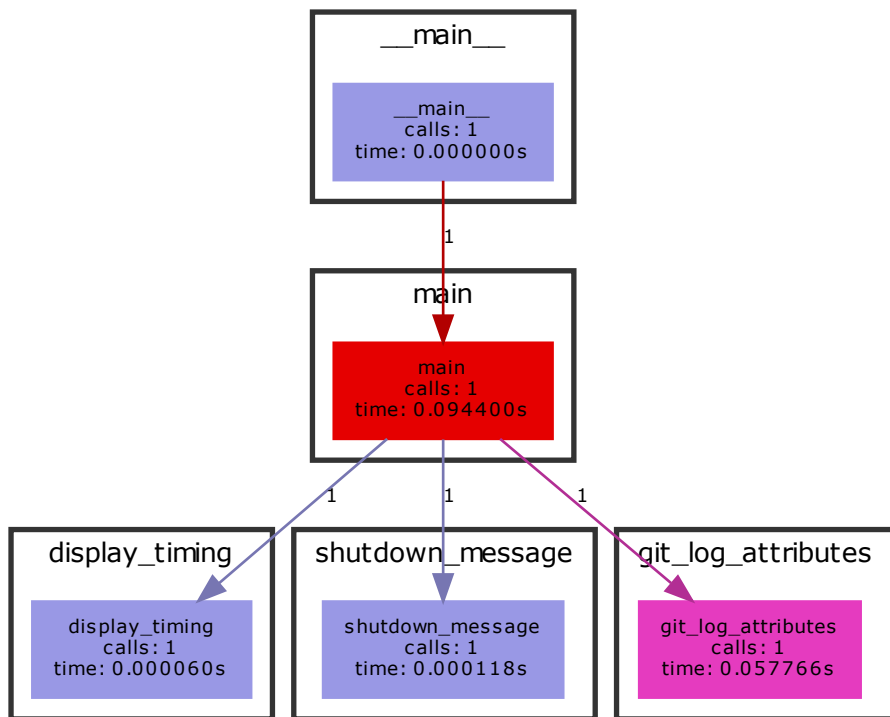 __main__
__main__
calls: 1
time: 0.000000s
1
main
main
calls: 1
time: 0.094400s
1
1
1
display_timing
display_timing
calls: 1
time: 0.000060s
shutdown_message
shutdown_message
calls: 1
time: 0.000118s
git_log_attributes
git_log_attributes
calls: 1
time: 0.057766s